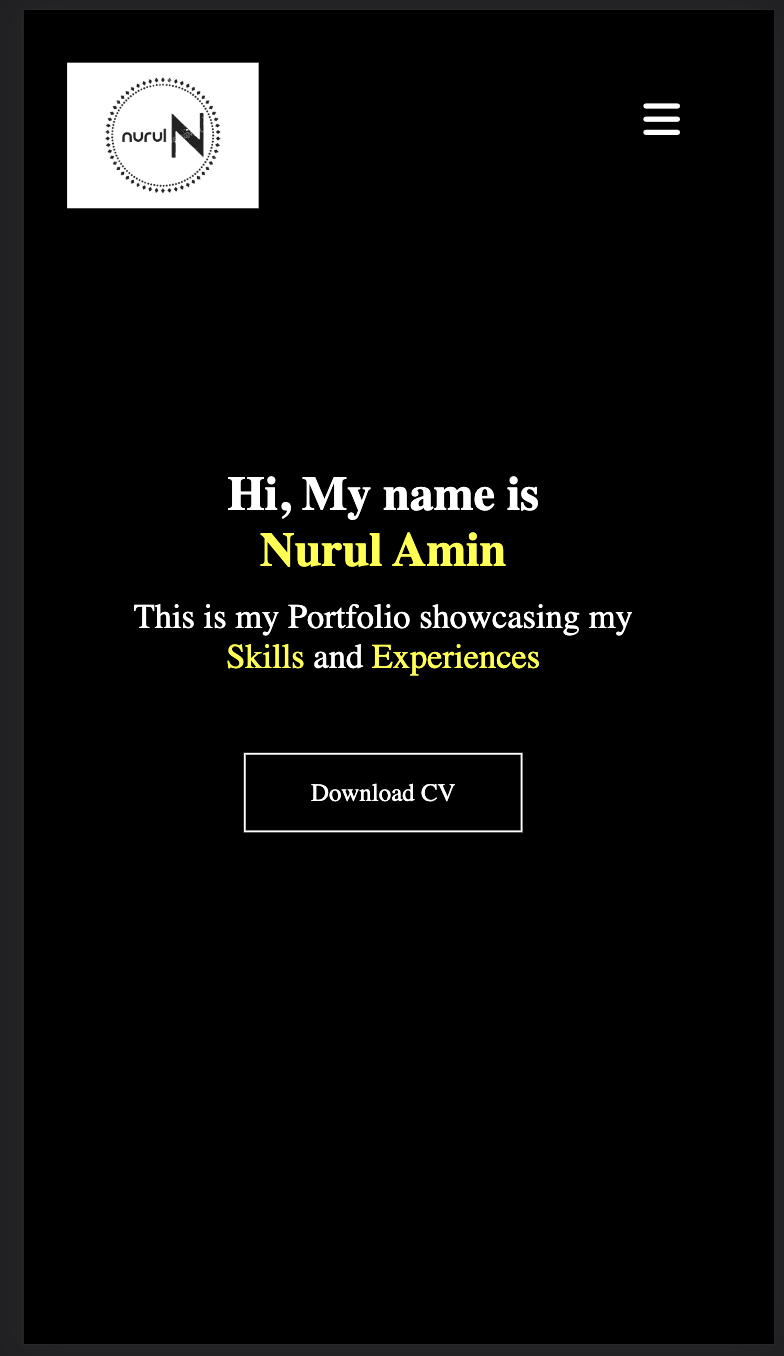 nurul N
Hi, My name is
Nurul Amin
This is my Portfolio showcasing my
Skills and Experiences
Download CV